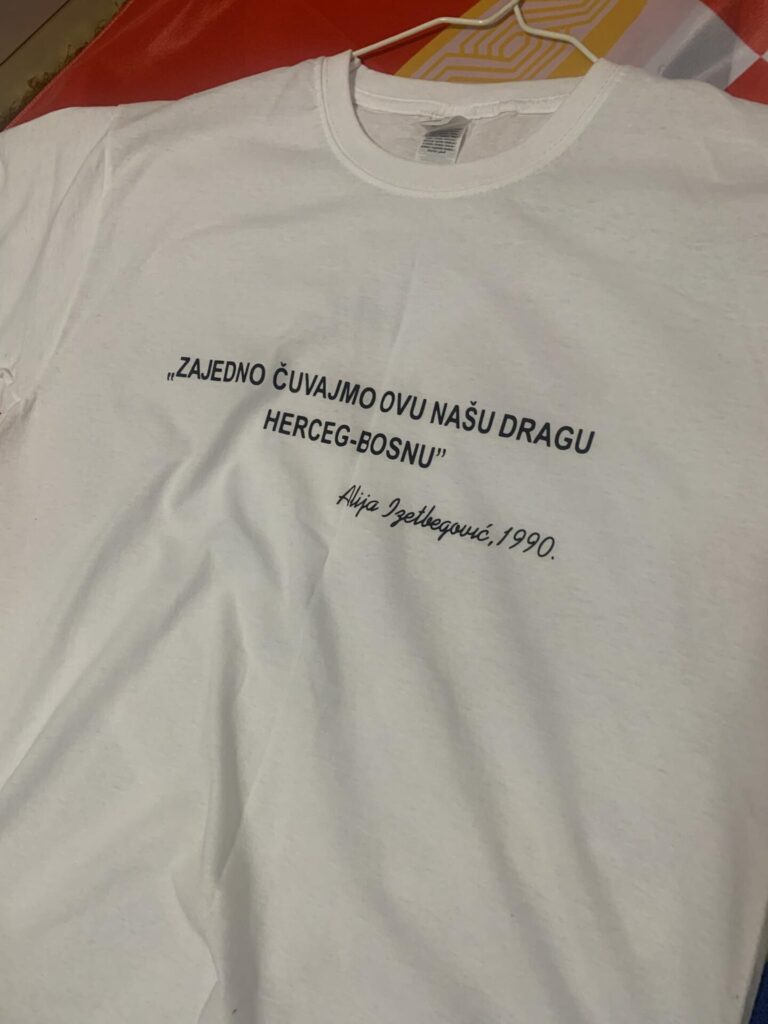 „ZAJEDNO ČUVAJMO OVU NAŠU DRAGU
HERCEG-BOSNU”
Alija Izetbegović, 1990.